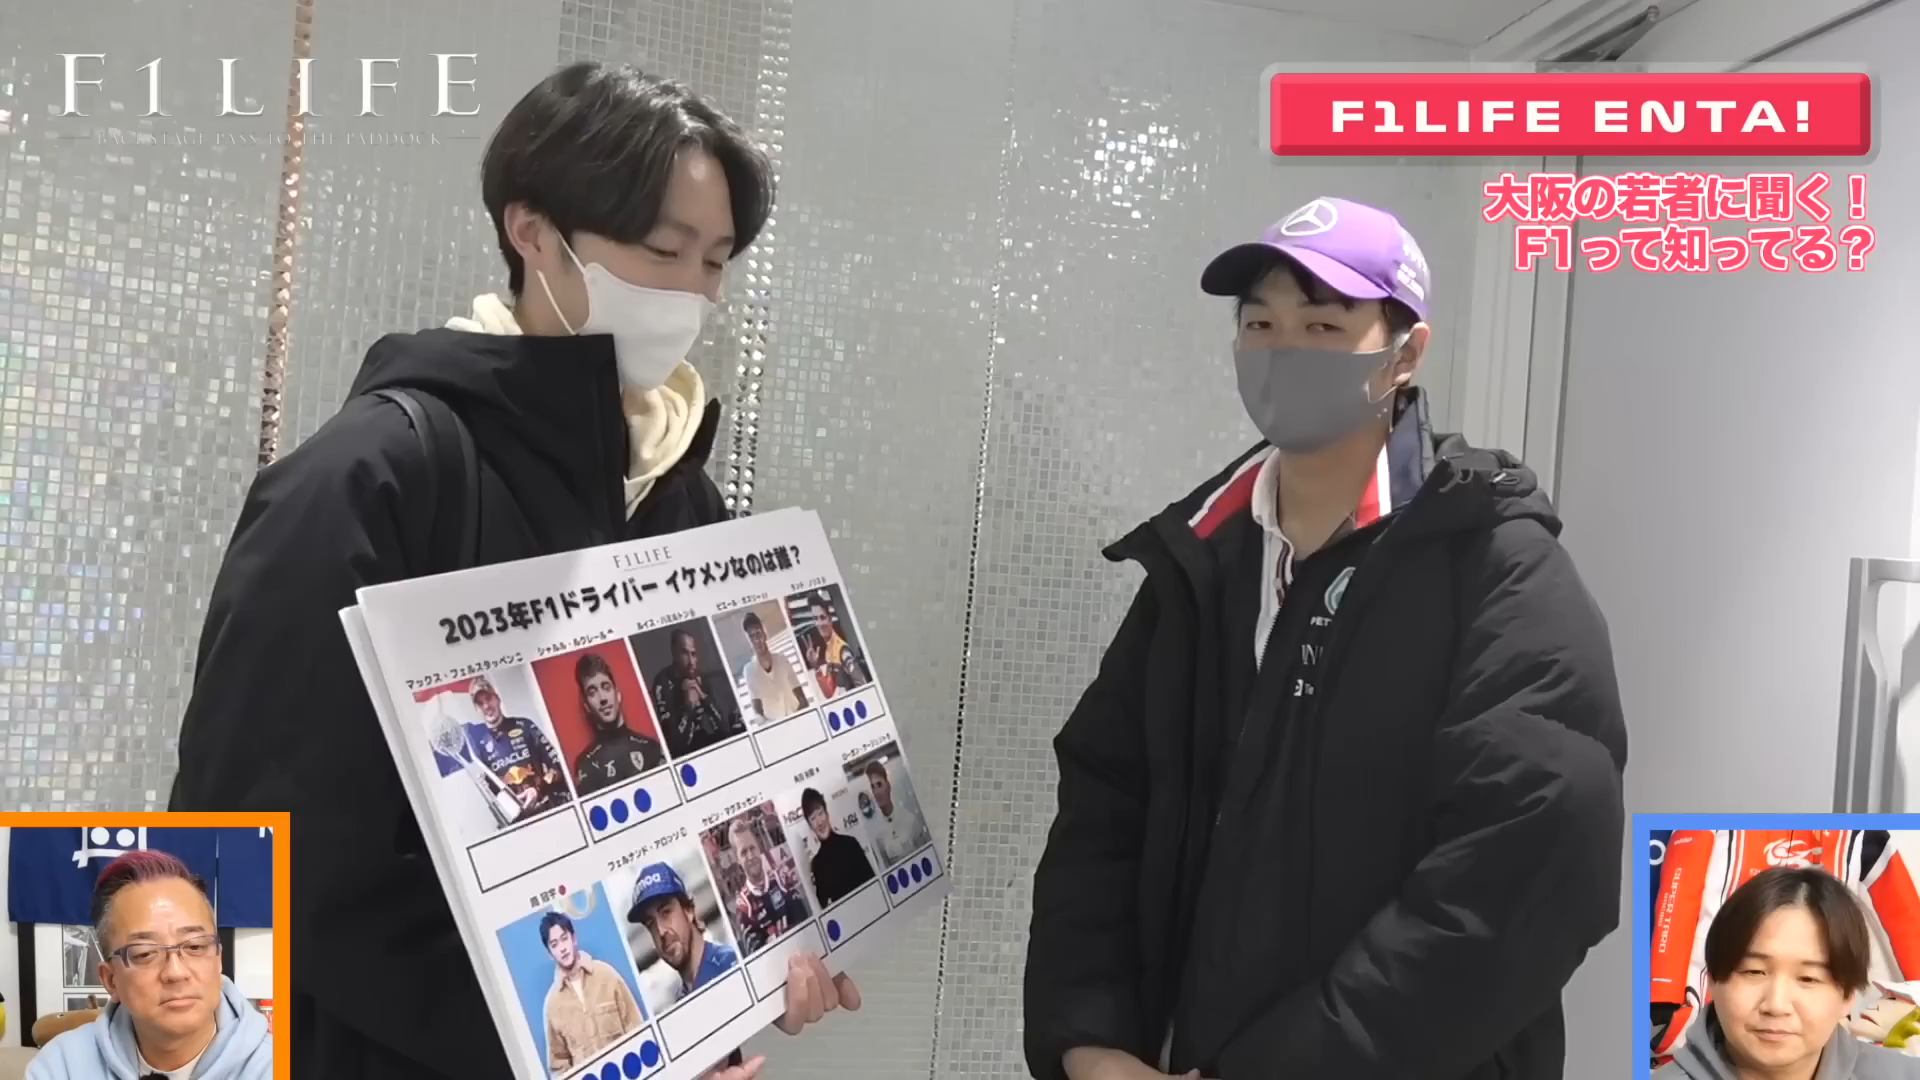 F1LIFE
BACKSTAGE PASS TO THE PADDOCK
F1LIFE ENTA!
大阪の若者に聞く！
F1って知ってる？
F1LIFE
2023年F1ドライバー イケメンなのは誰？
マックス・フェルスタッペン
シャルル・ルクレール
ルイス・ハミルトン
ピエール・ガスリー
ランド・ノリス
ORACLE
周 冠宇
フェルナンド・アロンソ
ケビン・マグヌッセン
角田 裕毅
ローガン・サージェント